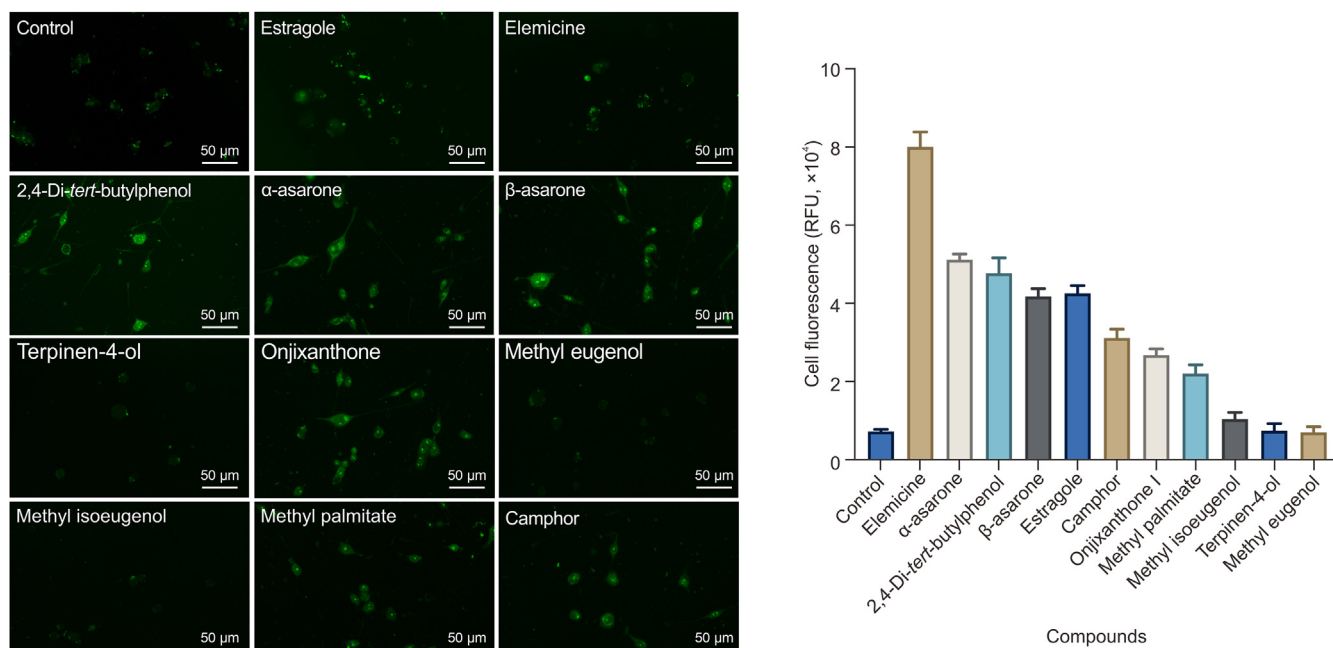 Control
50 µm
Estragole
50 µm
Elemicine
50 µm
2,4-Di-tert-butylphenol
50 µm
α-asarone
50 µm
β-asarone
50 µm
Terpinen-4-ol
50 µm
Onjixanthone
50 µm
Methyl eugenol
50 µm
Methyl isoeugenol
50 µm
Methyl palmitate
50 µm
Camphor
50 µm
Cell fluorescence (RFU, ×10⁴)
10
8
6
4
2
0
Control
Elemicine
α-asarone
2,4-Di-tert-butylphenol
β-asarone
Estragole
Camphor
Onjixanthone I
Methyl palmitate
Methyl isoeugenol
Terpinen-4-ol
Methyl eugenol
Compounds